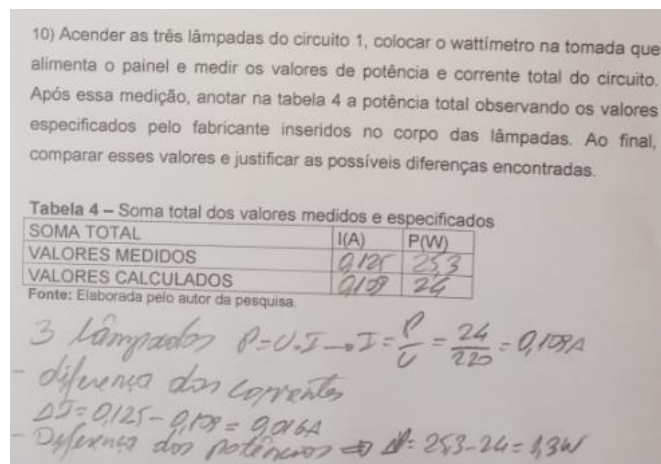 10) Acender as três lâmpadas do circuito 1, colocar o wattímetro na tomada que
alimenta o painel e medir os valores de potência e corrente total do circuito.
Após essa medição, anotar na tabela 4 a potência total observando os valores
especificados pelo fabricante inseridos no corpo das lâmpadas. Ao final,
comparar esses valores e justificar as possíveis diferenças encontradas.
Tabela 4 – Soma total dos valores medidos e especificados
SOMA TOTAL I(A) P(W)
VALORES MEDIDOS 0,125 25,3
VALORES CALCULADOS 0,109 24
Fonte: Elaborada pelo autor da pesquisa.
3 lâmpadas P=U.I → I = P/U = 24/220 = 0,109A
- diferença das correntes
ΔI = 0,125 - 0,109 = 0,016A
- Diferença dos potências ⇒ ΔP = 25,3 - 24 = 1,3W